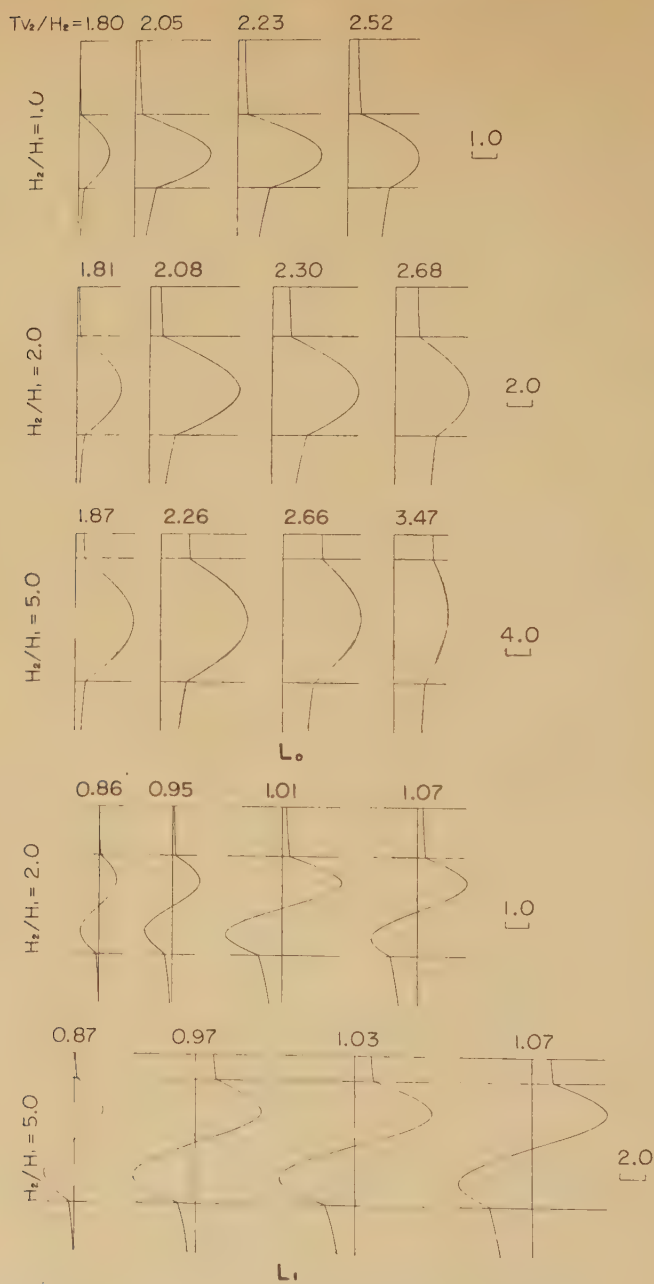 Tv₂/H₂=1.80 2.05 2.23 2.52
H₂/H₁=1.0
1.0
1.81 2.08 2.30 2.68
H₂/H₁ = 2.0
2.0
1.87 2.26 2.66 3.47
H₂/H₁ = 5.0
4.0
L₀
0.86 0.95 1.01 1.07
H₂/H₁ = 2.0
1.0
0.87 0.97 1.03 1.07
H₂/H₁ = 5.0
2.0
L₁